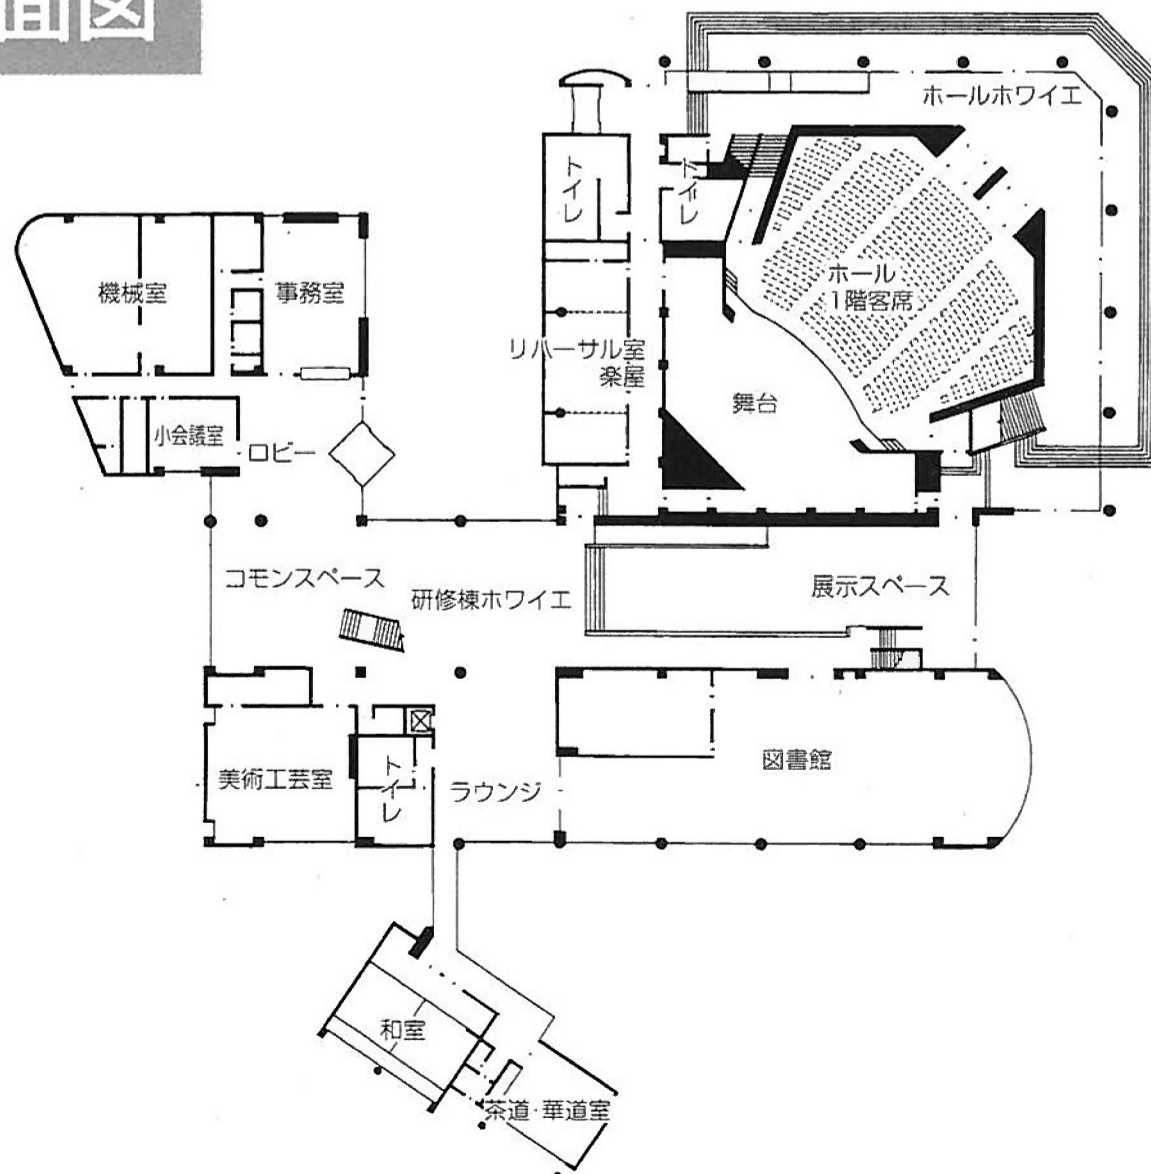 面図
ホールホワイエ
トイレ
トイレ
機械室
事務室
ホール
1階客席
リハーサル室
楽屋
舞台
小会議室
ロビー
コモンスペース
研修棟ホワイエ
展示スペース
美術工芸室
トイレ
ラウンジ
図書館
和室
茶道・華道室